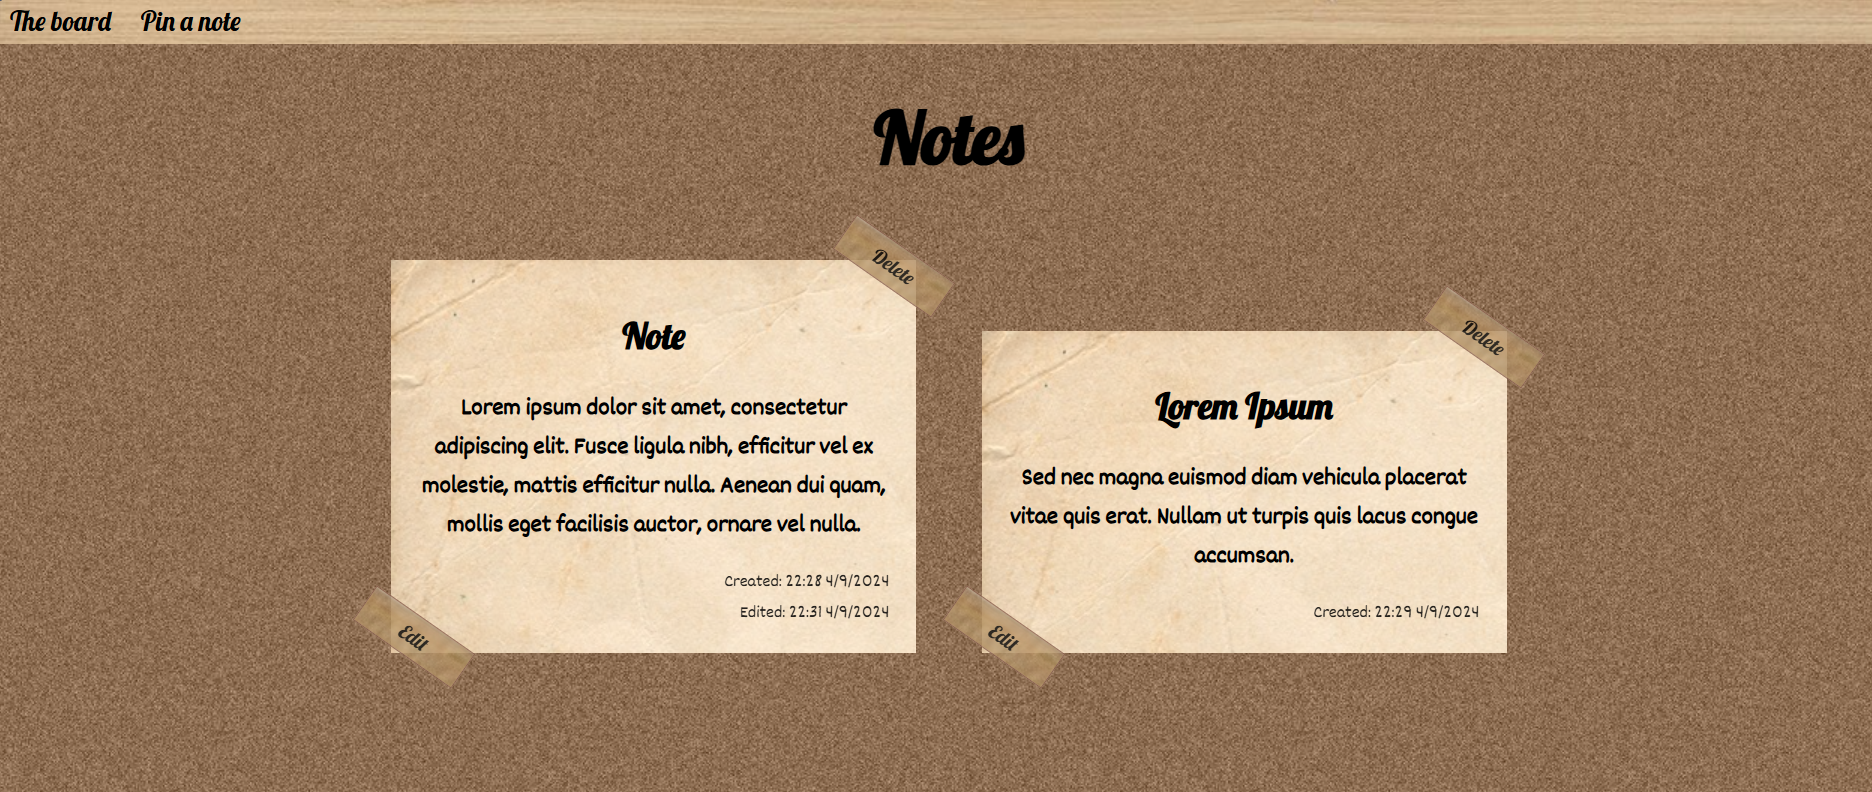 The board
Pin a note
Notes
Delete
Note
Lorem ipsum dolor sit amet, consectetur
adipiscing elit. Fusce ligula nibh, efficitur vel ex
molestie, mattis efficitur nulla. Aenean dui quam,
mollis eget facilisis auctor, ornare vel nulla.
Created: 22:28 4/9/2024
Edited: 22:31 4/9/2024
Edit
Delete
Lorem Ipsum
Sed nec magna euismod diam vehicula placerat
vitae quis erat. Nullam ut turpis quis lacus congue
accumsan.
Created: 22:29 4/9/2024
Edit